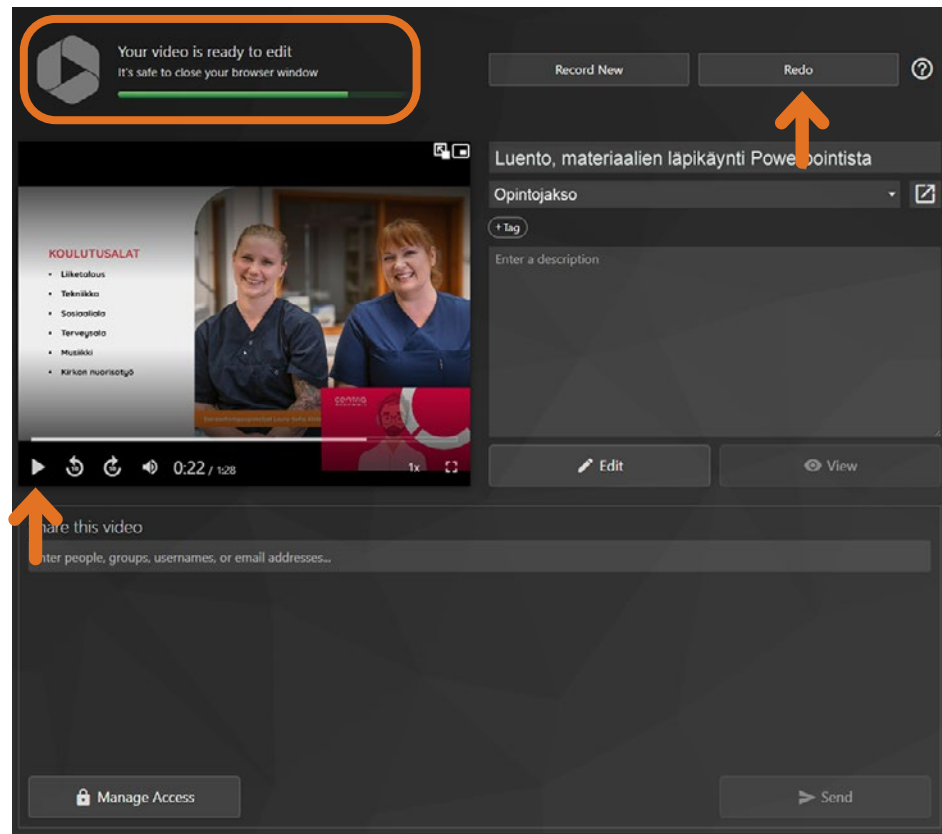 Your video is ready to edit
It's safe to close your browser window
Record New
Redo
Luento, materiaalien läpikäynti Powerpointista
Opintojakso
+ Tag
Enter a description
KOULUTUSALAT
• Liiketalous
• Tekniikka
• Sosiaaliala
• Terveysala
• Musiikki
• Kirkon nuorisotyö
centria
0:22 / 1:28
1x
Edit
View
Share this video
Enter people, groups, usernames, or email addresses...
Manage Access
Send